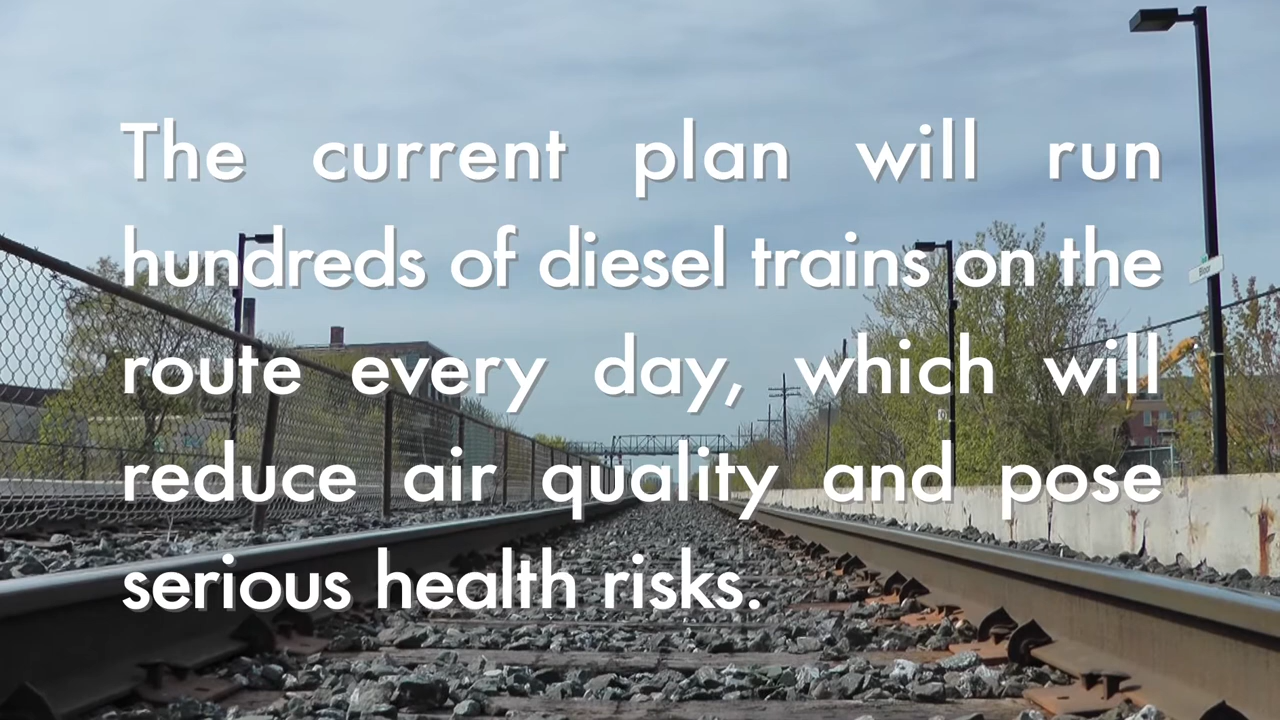 The current plan will run
hundreds of diesel trains on the
route every day, which will
reduce air quality and pose
serious health risks.
Bloor